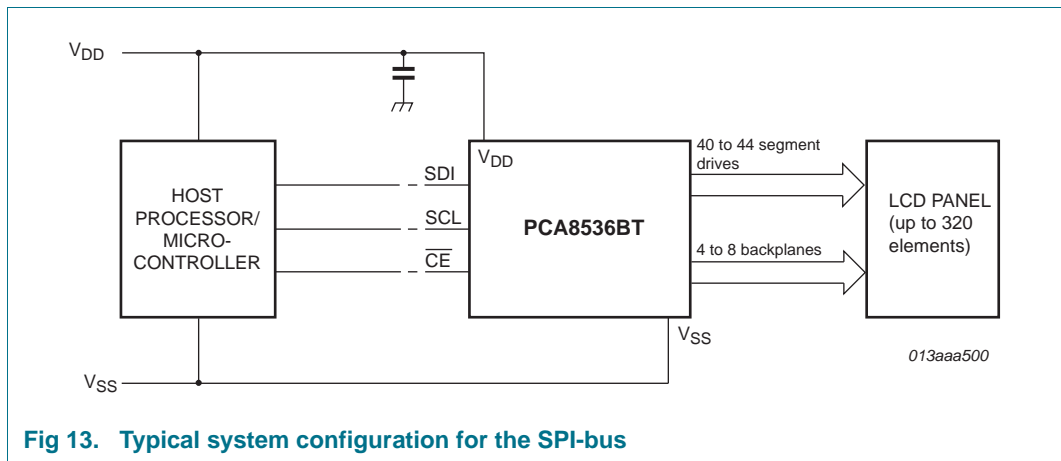 VDD
HOST
PROCESSOR/
MICRO-
CONTROLLER
SDI
SCL
CE
VDD
PCA8536BT
VSS
40 to 44 segment
drives
4 to 8 backplanes
LCD PANEL
(up to 320
elements)
VSS
013aaa500
Fig 13. Typical system configuration for the SPI-bus